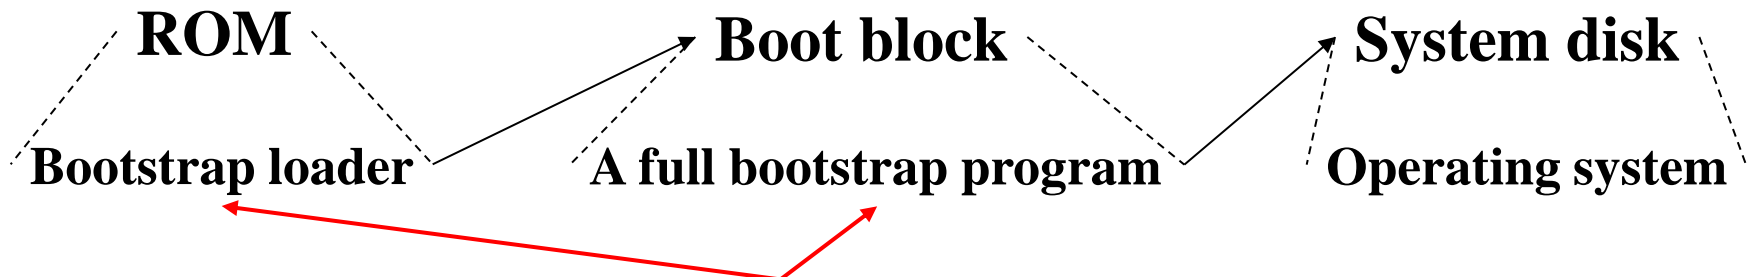 ROM Boot block System disk
Bootstrap loader A full bootstrap program Operating system